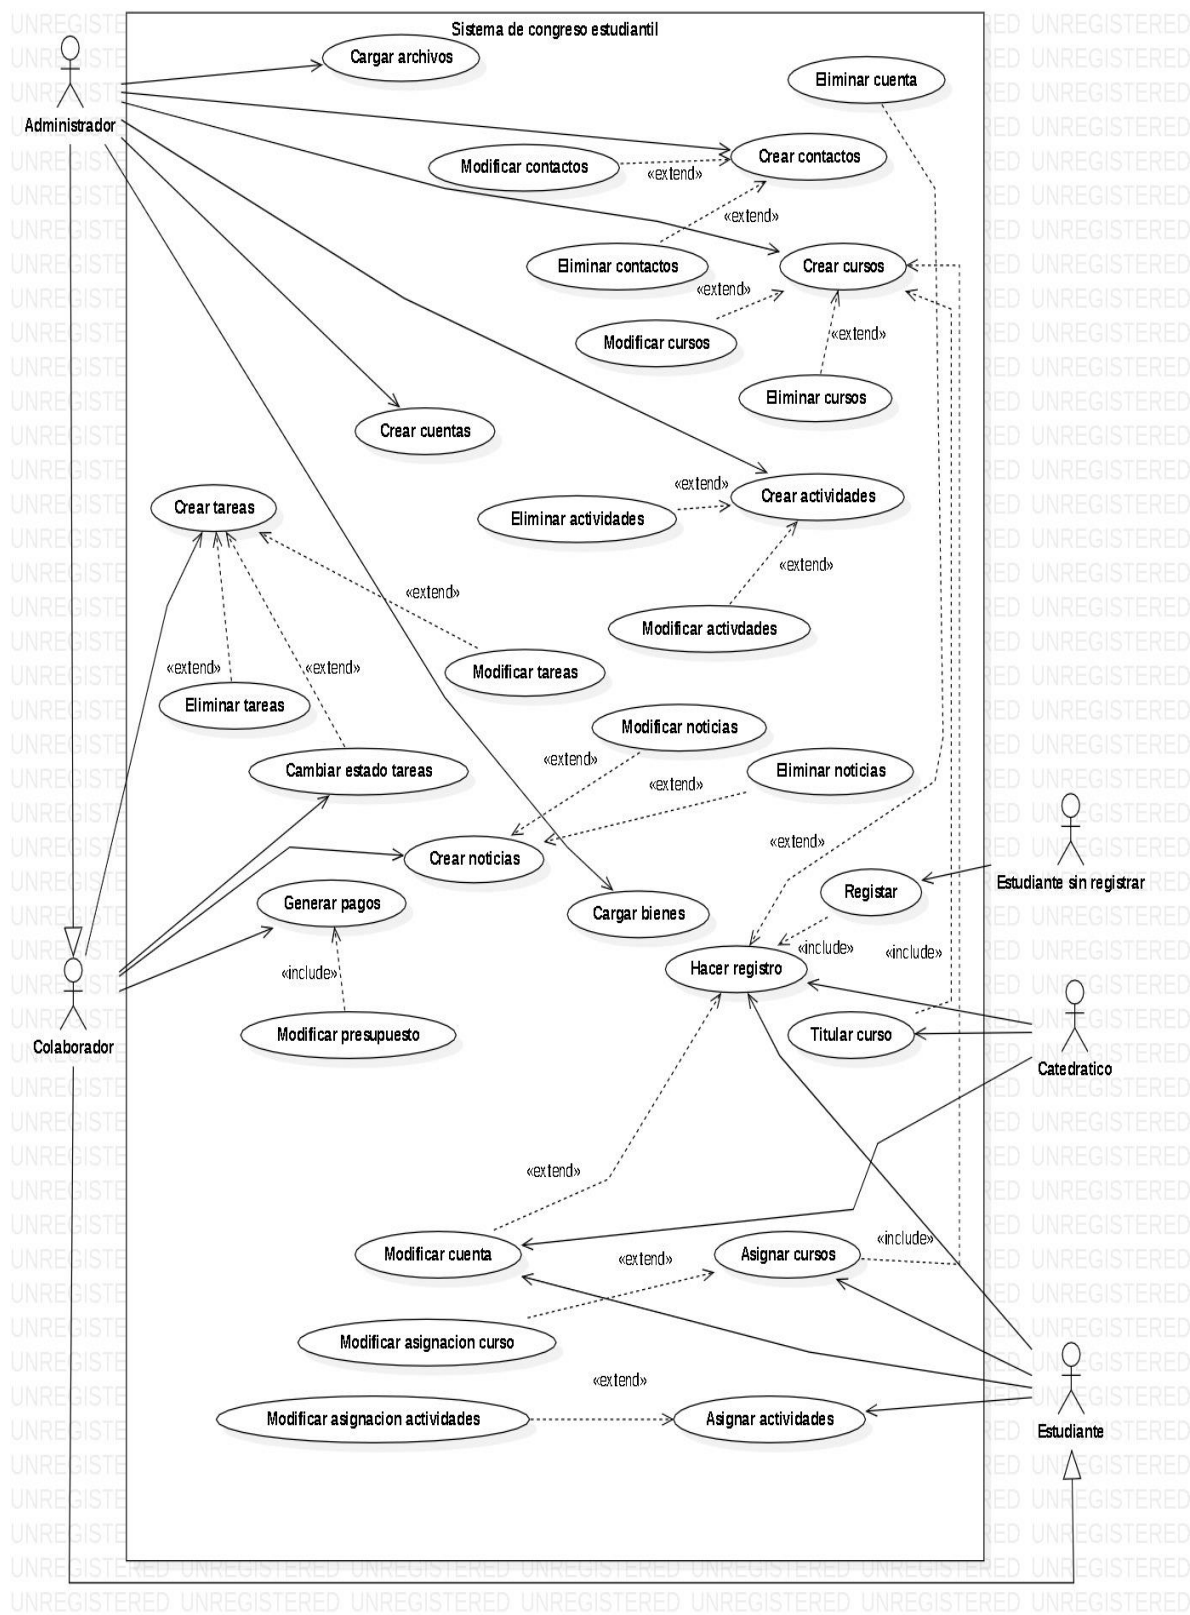 Sistema de congreso estudiantil
Cargar archivos
Eliminar cuenta
Administrador
Modificar contactos
«extend»
Crear contactos
«extend»
Eliminar contactos
Crear cursos
«extend»
Modificar cursos
«extend»
Eliminar cursos
Crear cuentas
Crear tareas
«extend»
Crear actividades
Eliminar actividades
«extend»
«extend»
Modificar activdades
«extend»
«extend»
Modificar tareas
Eliminar tareas
Modificar noticias
«extend»
Cambiar estado tareas
Eliminar noticias
«extend»
«extend»
Crear noticias
Registar
Estudiante sin registrar
Generar pagos
Cargar bienes
«include»
«include»
Hacer registro
«include»
Modificar presupuesto
Titular curso
Colaborador
Catedratico
«extend»
Modificar cuenta
«extend»
Asignar cursos
«include»
Modificar asignacion curso
«extend»
Modificar asignacion actividades
Asignar actividades
Estudiante
UNREGISTERED